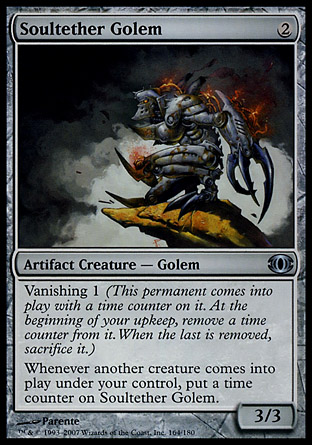 Soultether Golem 2
Artifact Creature — Golem
Vanishing 1 (This permanent comes into
play with a time counter on it. At the
beginning of your upkeep, remove a time
counter from it. When the last is removed,
sacrifice it.)
Whenever another creature comes into
play under your control, put a time
counter on Soultether Golem.
Parente
™ & © 1993–2007 Wizards of the Coast, Inc. 164/180
3/3